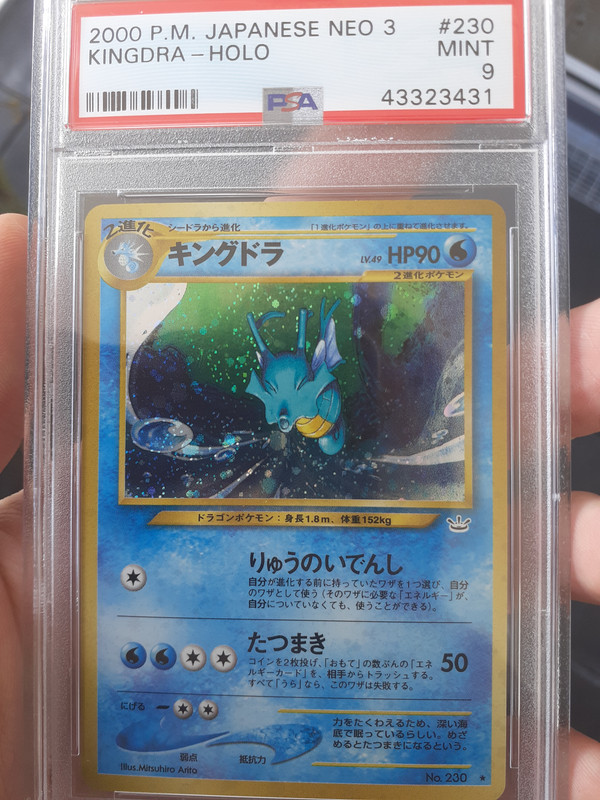 2000 P.M. JAPANESE NEO 3 #230
KINGDRA - HOLO MINT
9
PSA 43323431
2進化 シードラから進化 「1進化ポケモン」の上に重ねて進化させます。
キングドラ LV.49 HP90
2進化ポケモン
ドラゴンポケモン：身長1.8m、体重152kg
りゅうのいでんし
自分が進化する前に持っていたワザを1つ選び、自分
のワザとして使う（そのワザに必要な「エネルギー」が、
自分についていなくても、使うことができる）。
たつまき 50
コインを2枚投げ、「おもて」の数ぶんの「エネ
ルギーカード」を、相手からトラッシュする。
すべて「うら」なら、このワザは失敗する。
にげる
力をたくわえるため、深い海
底で眠っているらしい。めざ
めるとたつまきになるという。
弱点 抵抗力
Illus.Mitsuhiro Arita No. 230 ★